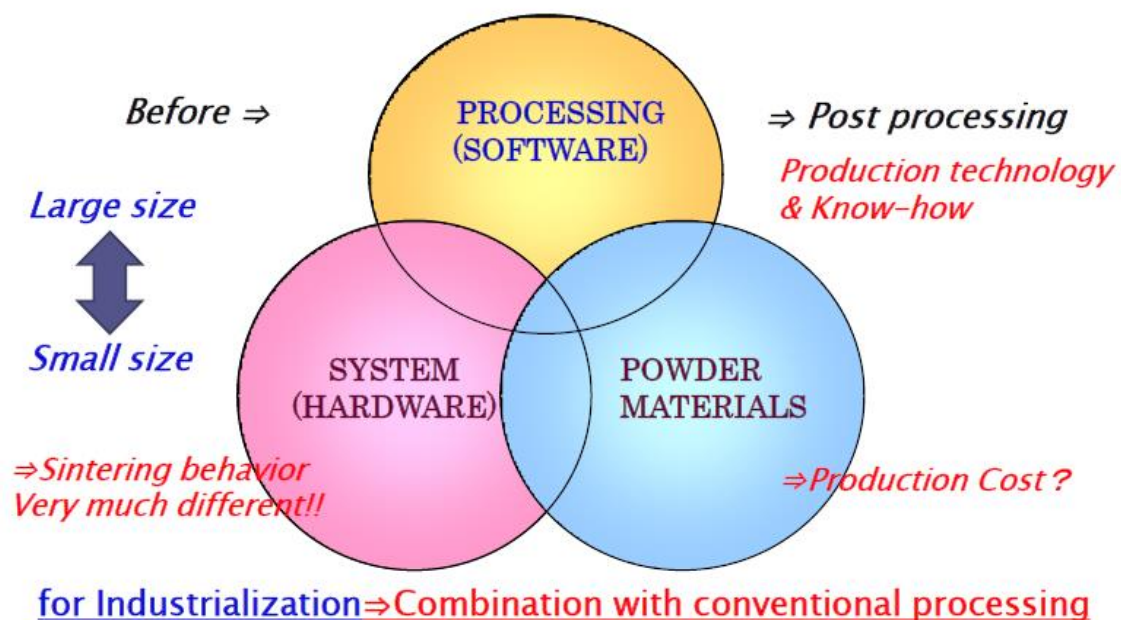 Before ⇒
PROCESSING
(SOFTWARE)
⇒ Post processing
Production technology
& Know-how
Large size
Small size
SYSTEM
(HARDWARE)
POWDER
MATERIALS
⇒Sintering behavior
Very much different!!
⇒Production Cost？
for Industrialization⇒Combination with conventional processing